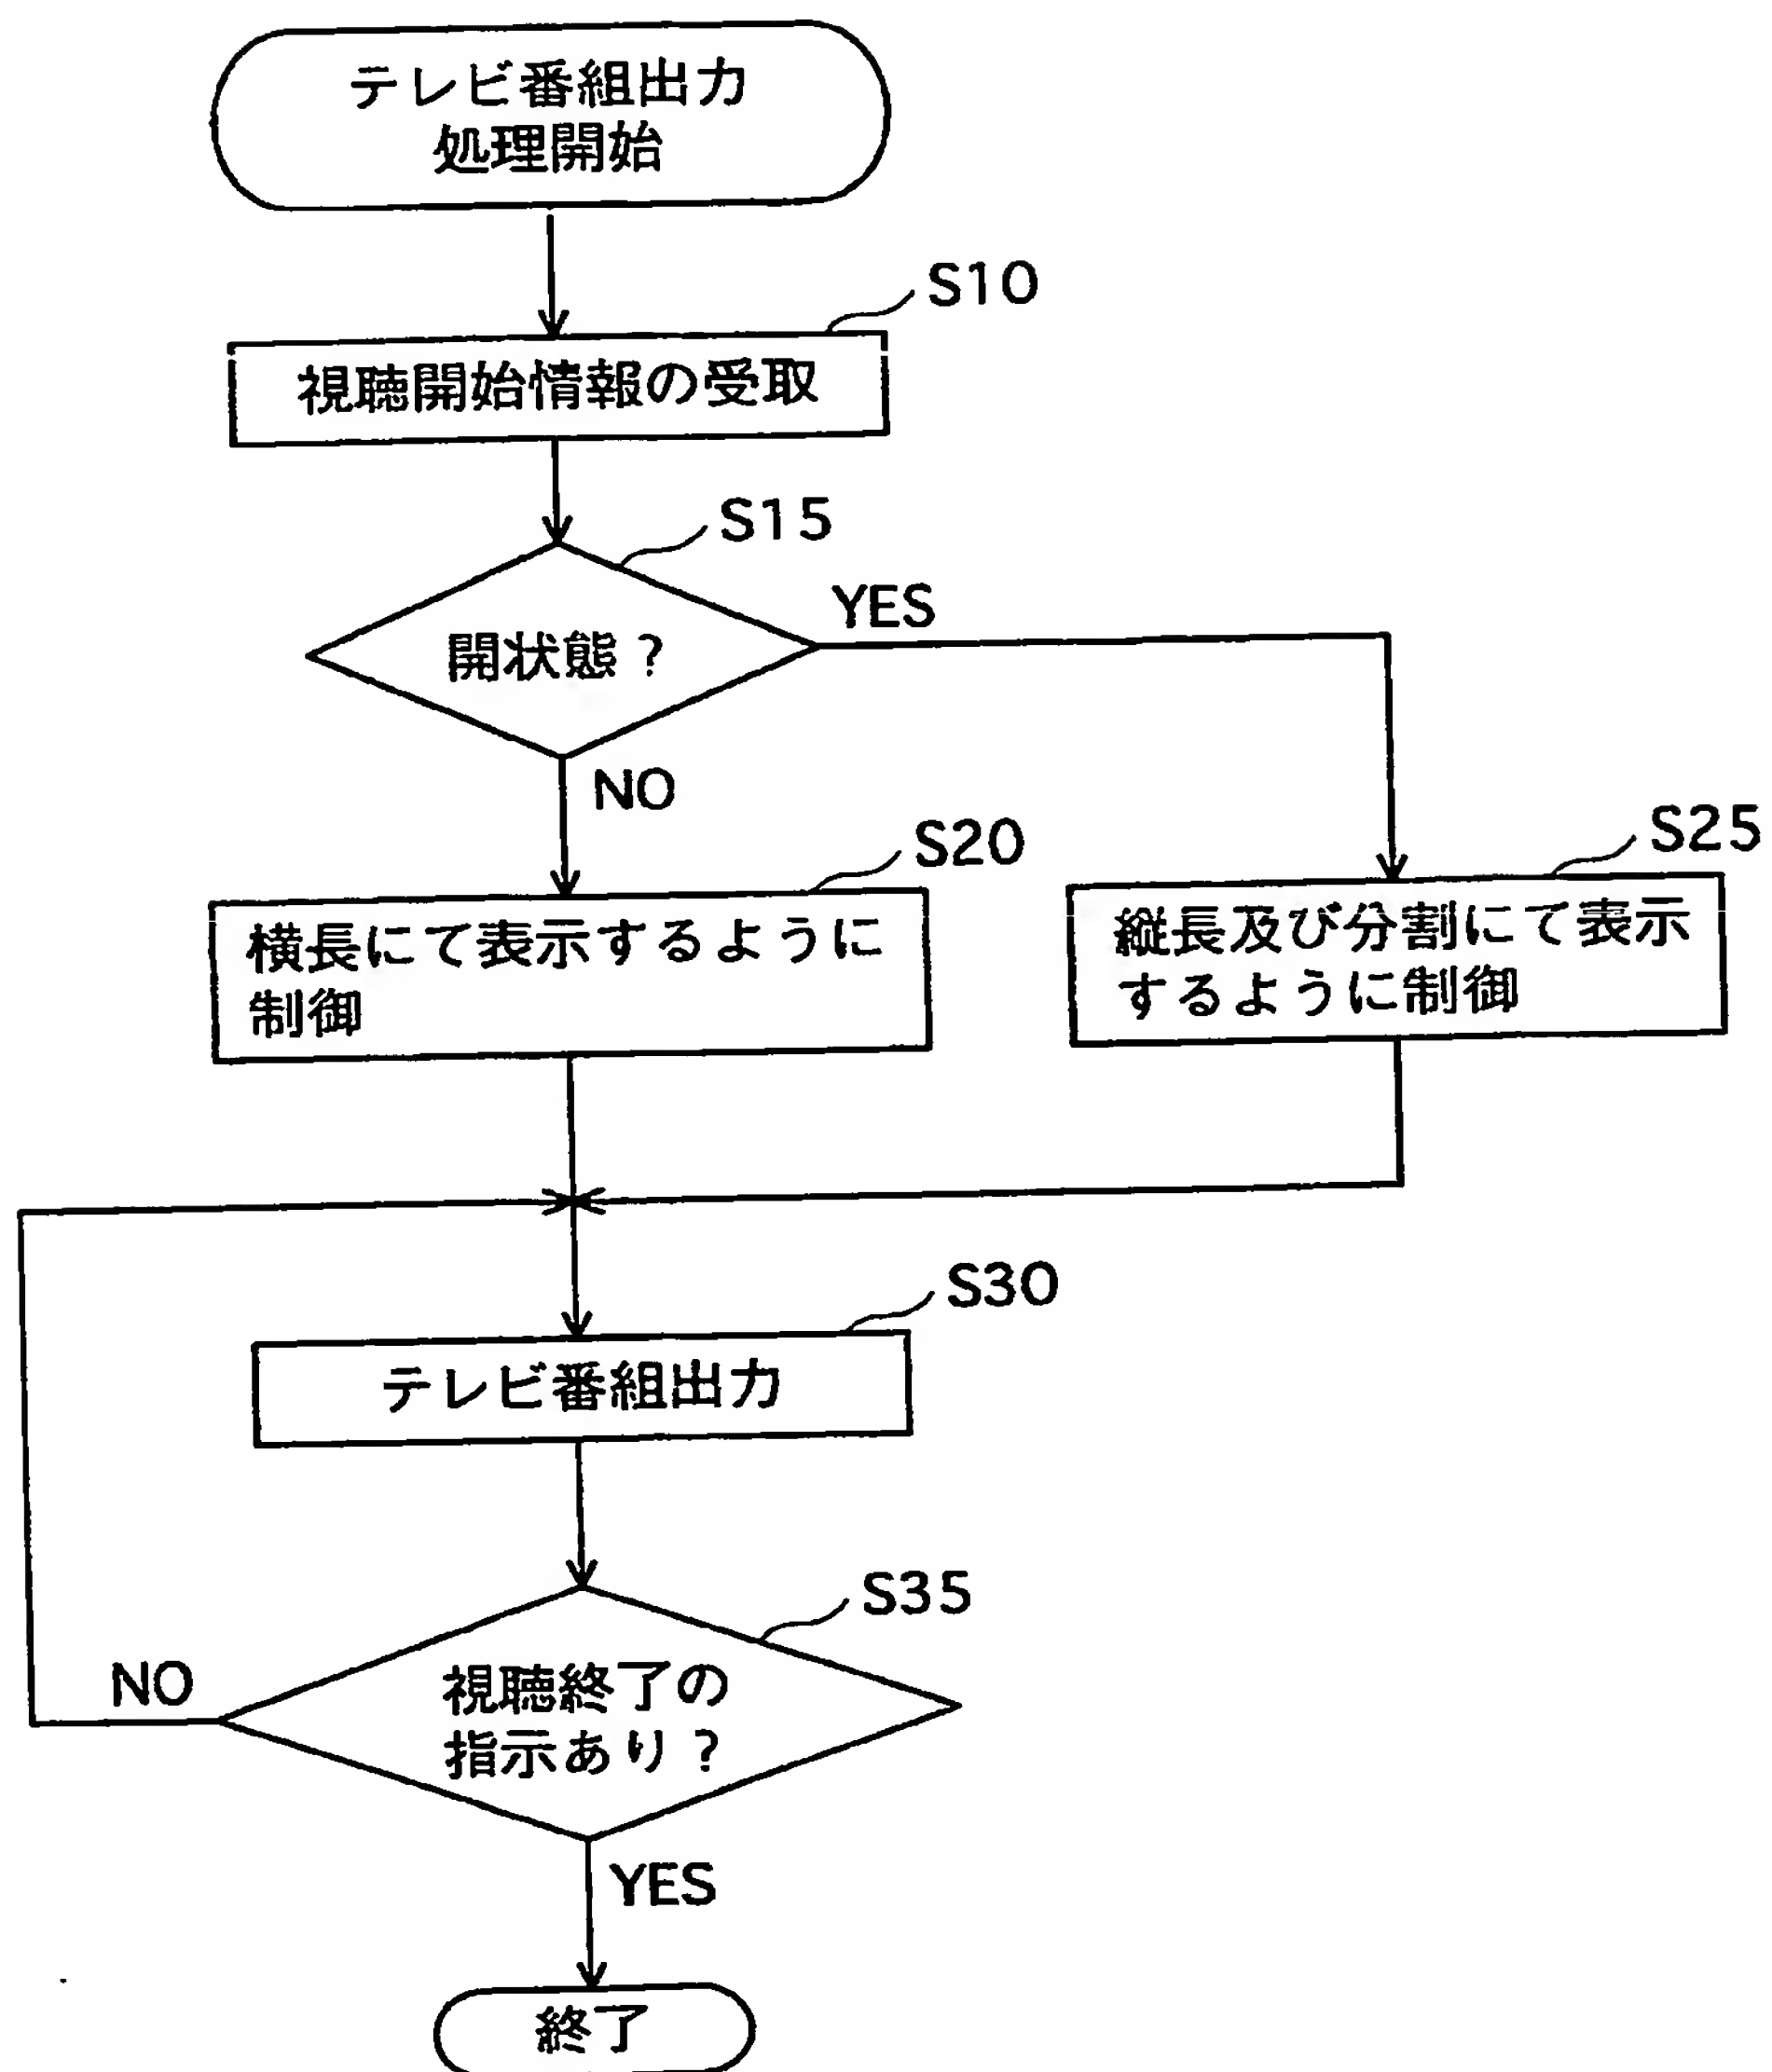 テレビ番組出力
処理開始
S10
視聴開始情報の受取
S15
開状態？
YES
NO
S20
横長にて表示するように
制御
S25
縦長及び分割にて表示
するように制御
S30
テレビ番組出力
S35
視聴終了の
指示あり？
NO
YES
終了